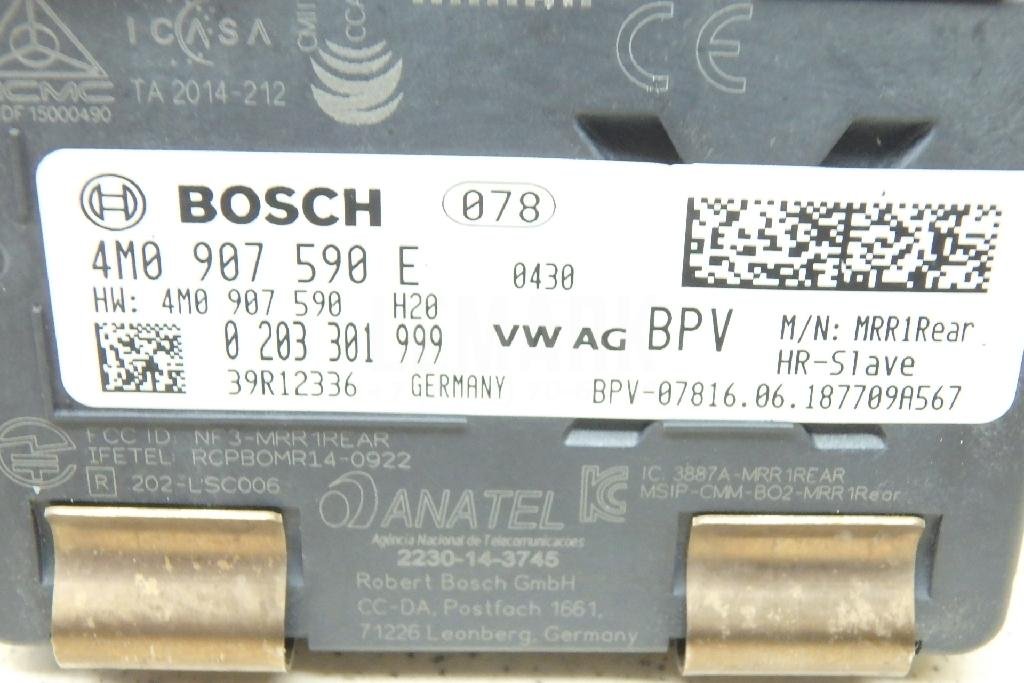 ICASA
TA 2014-212
CMC
DF 15000490
CE
BOSCH 078
4M0 907 590 E 0430
HW: 4M0 907 590 H20
0 203 301 999
VW AG BPV
M/N: MRR1Rear
HR-Slave
39R12336 GERMANY
BPV-07816.06.187709A567
FCC ID: NF3-MRR1REAR
IFETEL: RCPBOMR14-0922
R 202-LSC006
IC: 3887A-MRR1REAR
MSIP-CMM-BO2-MRR1Rear
ANATEL
Agência Nacional de Telecomunicações
2230-14-3745
Robert Bosch GmbH
CC-DA, Postfach 1661,
71226 Leonberg, Germany